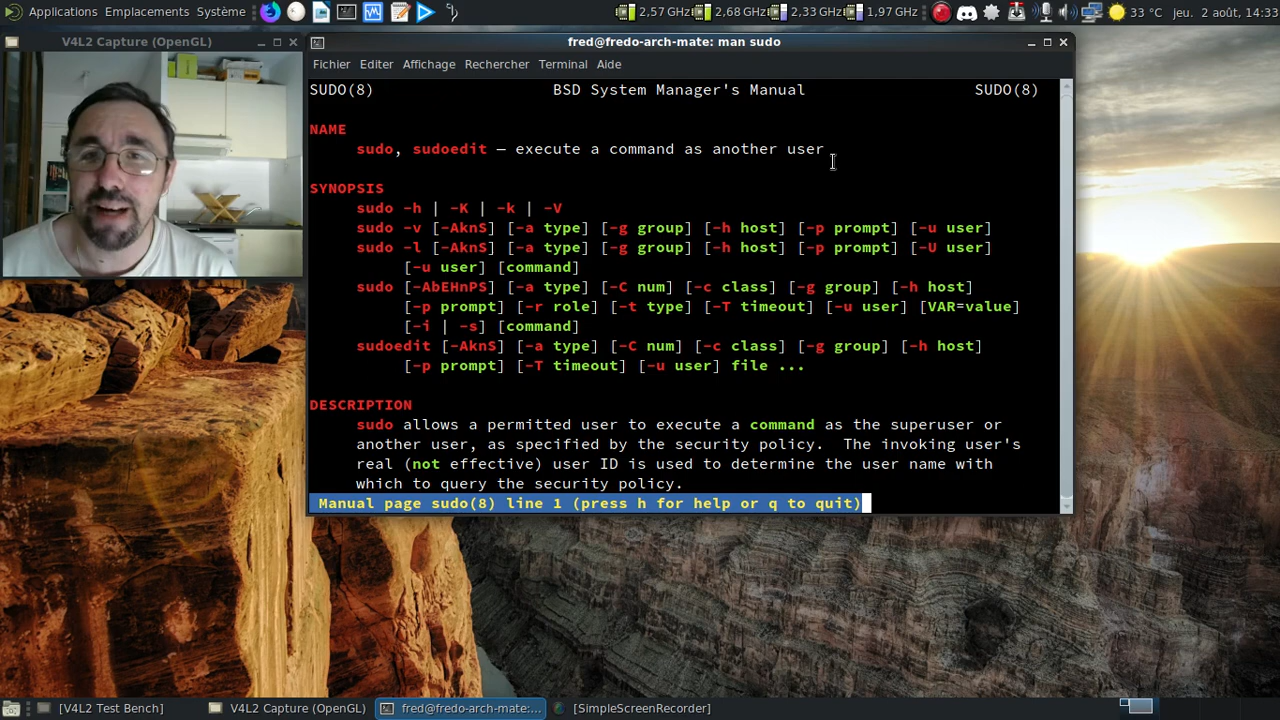 Applications Emplacements Système
2,57 GHz 2,68 GHz 2,33 GHz 1,97 GHz
33 °C jeu. 2 août, 14:33
V4L2 Capture (OpenGL)
fred@fredo-arch-mate: man sudo
Fichier Editer Affichage Rechercher Terminal Aide
SUDO(8) BSD System Manager's Manual SUDO(8)
NAME
sudo, sudoedit — execute a command as another user
SYNOPSIS
sudo -h | -K | -k | -V
sudo -v [-AknS] [-a type] [-g group] [-h host] [-p prompt] [-u user]
sudo -l [-AknS] [-a type] [-g group] [-h host] [-p prompt] [-U user]
[-u user] [command]
sudo [-AbEHnPS] [-a type] [-C num] [-c class] [-g group] [-h host]
[-p prompt] [-r role] [-t type] [-T timeout] [-u user] [VAR=value]
[-i | -s] [command]
sudoedit [-AknS] [-a type] [-C num] [-c class] [-g group] [-h host]
[-p prompt] [-T timeout] [-u user] file ...
DESCRIPTION
sudo allows a permitted user to execute a command as the superuser or
another user, as specified by the security policy.  The invoking user's
real (not effective) user ID is used to determine the user name with
which to query the security policy.
Manual page sudo(8) line 1 (press h for help or q to quit)
[V4L2 Test Bench] V4L2 Capture (OpenGL) fred@fredo-arch-mate:... [SimpleScreenRecorder]